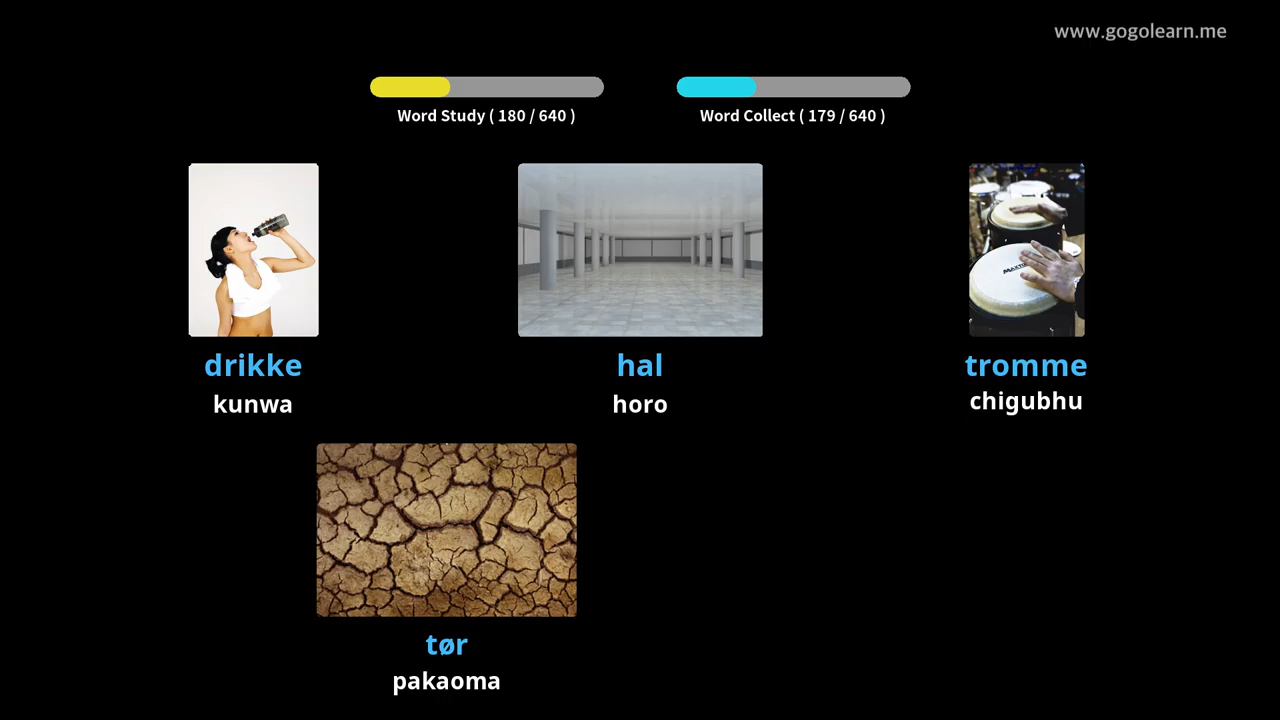 www.gogolearn.me
Word Study ( 180 / 640 )
Word Collect ( 179 / 640 )
drikke
kunwa
hal
horo
tromme
chigubhu
tør
pakaoma